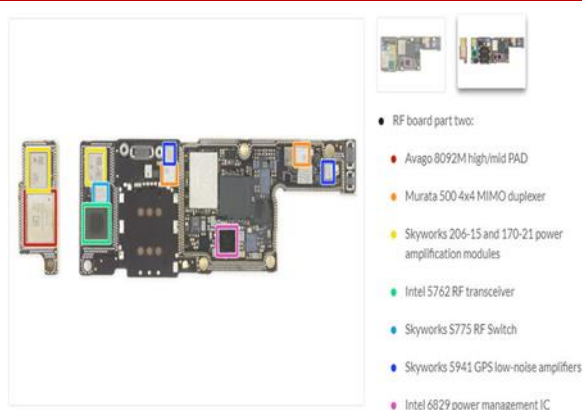 RF board part two:
Avago 8092M high/mid PAD
Murata 500 4x4 MIMO duplexer
Skyworks 206-15 and 170-21 power
amplification modules
Intel 5762 RF transceiver
Skyworks S775 RF Switch
Skyworks 5941 GPS low-noise amplifiers
Intel 6829 power management IC